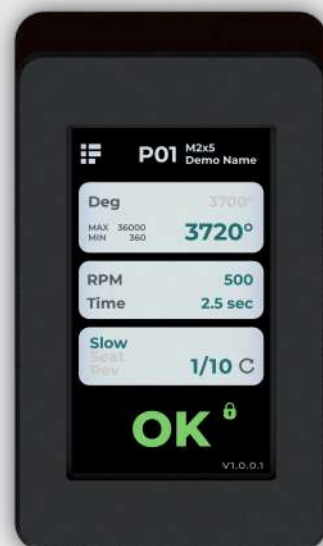 P01 M2x5
Demo Name
Deg 3700°
MAX 36000
MIN 360
3720°
RPM 500
Time 2.5 sec
Slow
Seat
Rev
1/10
OK
V1.0.0.1